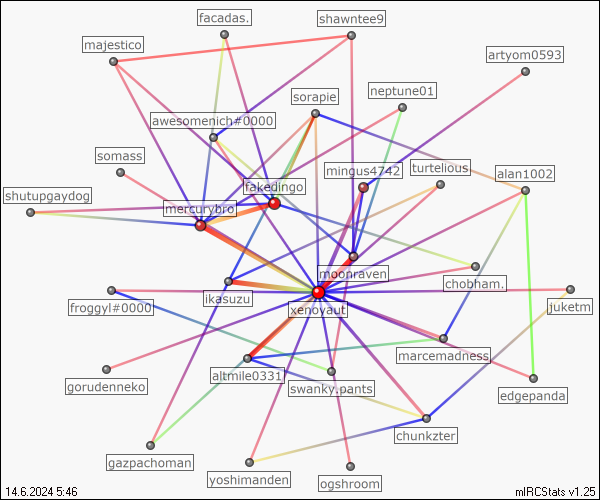 facadas.
shawntee9
majestico
artyom0593
neptune01
sorapie
awesomenich#0000
somass
mingus4742
turtelious
alan1002
fakedingo
shutupgaydog
mercurybro
moonraven
chobham.
ikasuzu
froggyl#0000
xenoyaut
juketm
marcemadness
altmile0331
gorudenneko
swanky.pants
edgepanda
chunkzter
gazpachoman
yoshimanden
ogshroom
14.6.2024 5:46
mIRCStats v1.25